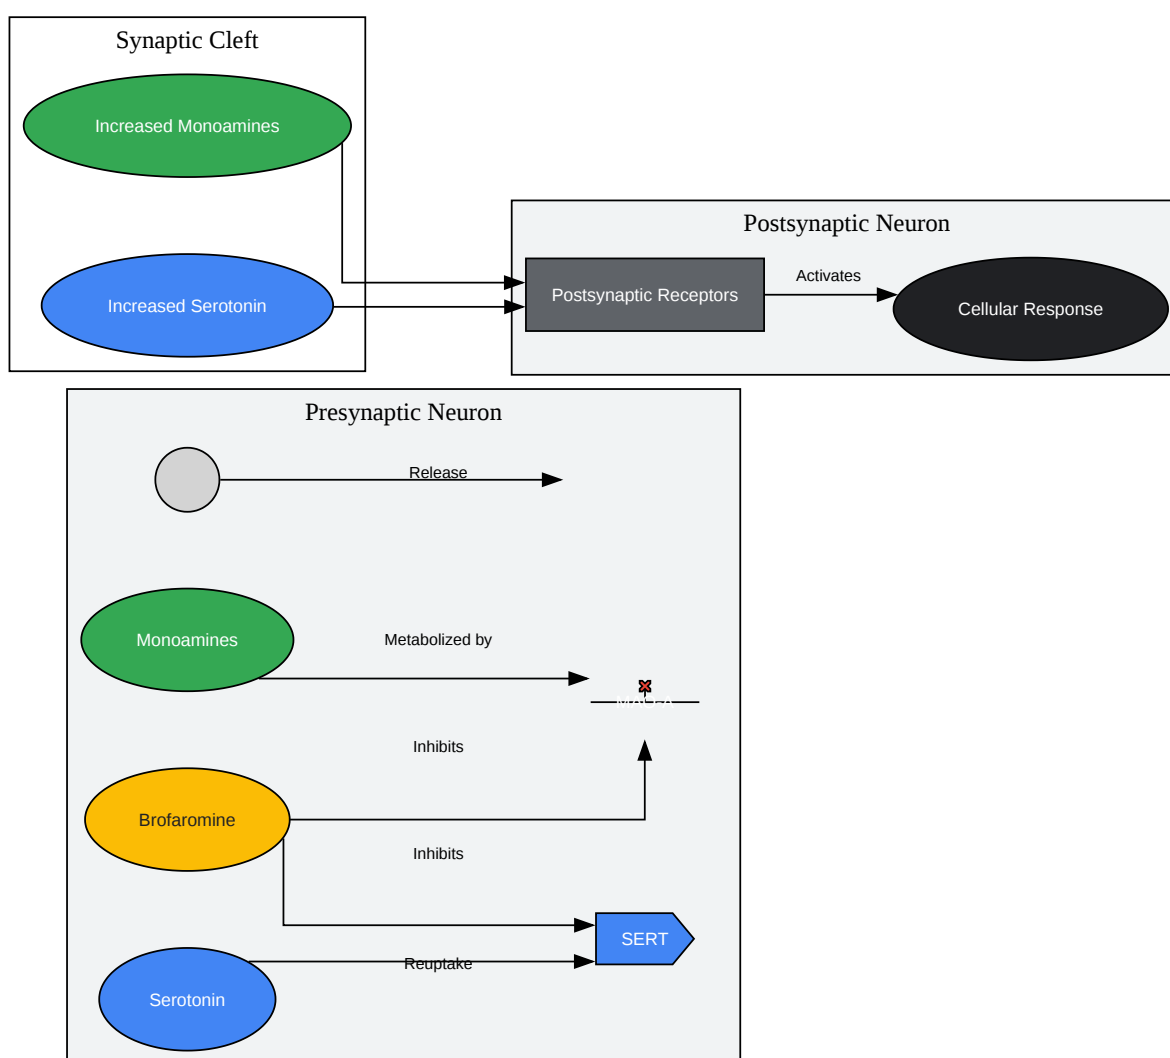 Synaptic Cleft
Increased Monoamines
Increased Serotonin
Postsynaptic Neuron
Postsynaptic Receptors
Activates
Cellular Response
Presynaptic Neuron
Release
Monoamines
Metabolized by
Inhibits
Brofaromine
Inhibits
SERT
Reuptake
Serotonin